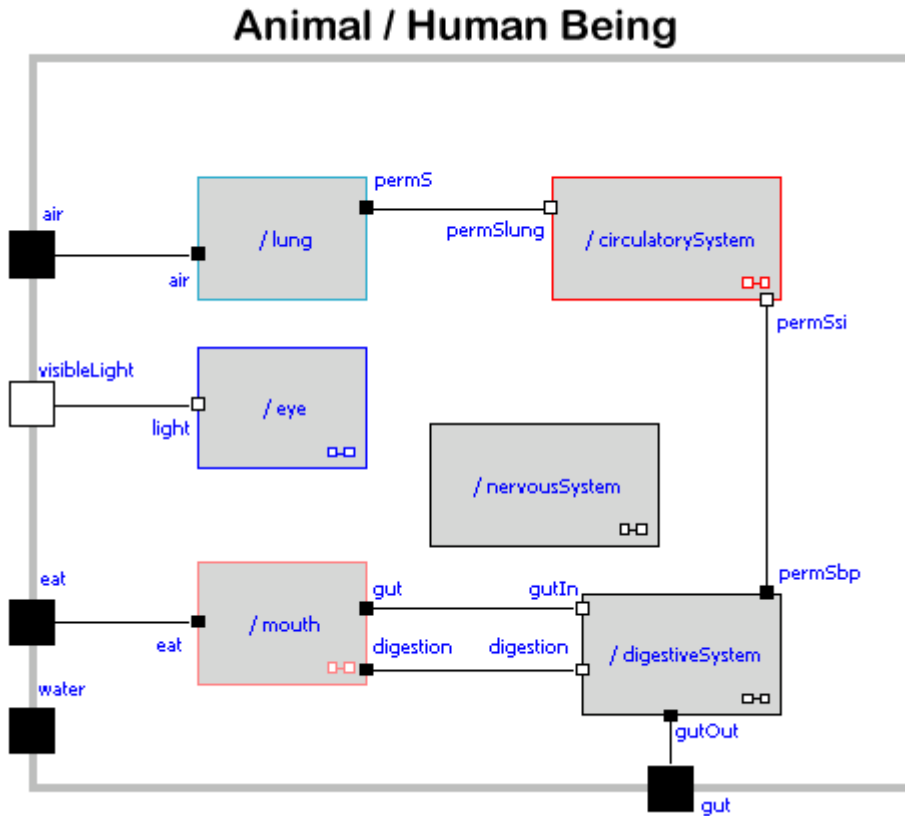 Animal / Human Being
permS
air
/ lung
permSlung
/ circulatorySystem
air
permSsi
visibleLight
/ eye
light
/ nervousSystem
eat
gut
gutIn
permSbp
/ mouth
eat
digestion
digestion
/ digestiveSystem
water
gutOut
gut